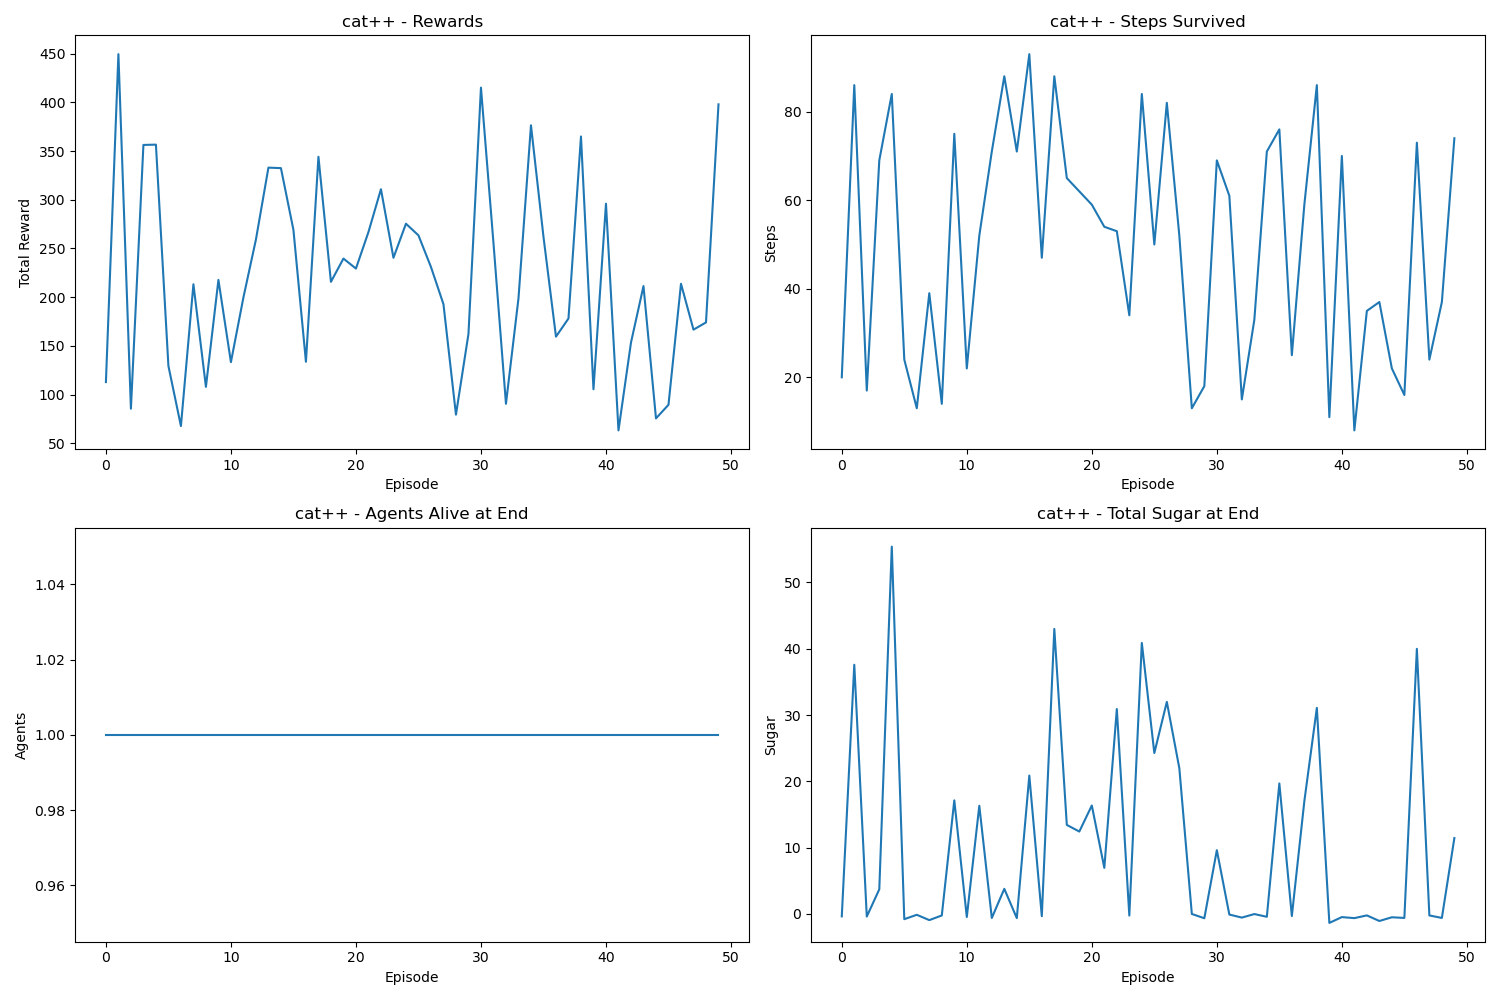 cat++ - Rewards
450
400
350
300
250
200
150
100
50
Total Reward
0 10 20 30 40 50
Episode
cat++ - Steps Survived
80
60
40
20
Steps
0 10 20 30 40 50
Episode
cat++ - Agents Alive at End
1.04
1.02
1.00
0.98
0.96
Agents
0 10 20 30 40 50
Episode
cat++ - Total Sugar at End
50
40
30
20
10
0
Sugar
0 10 20 30 40 50
Episode